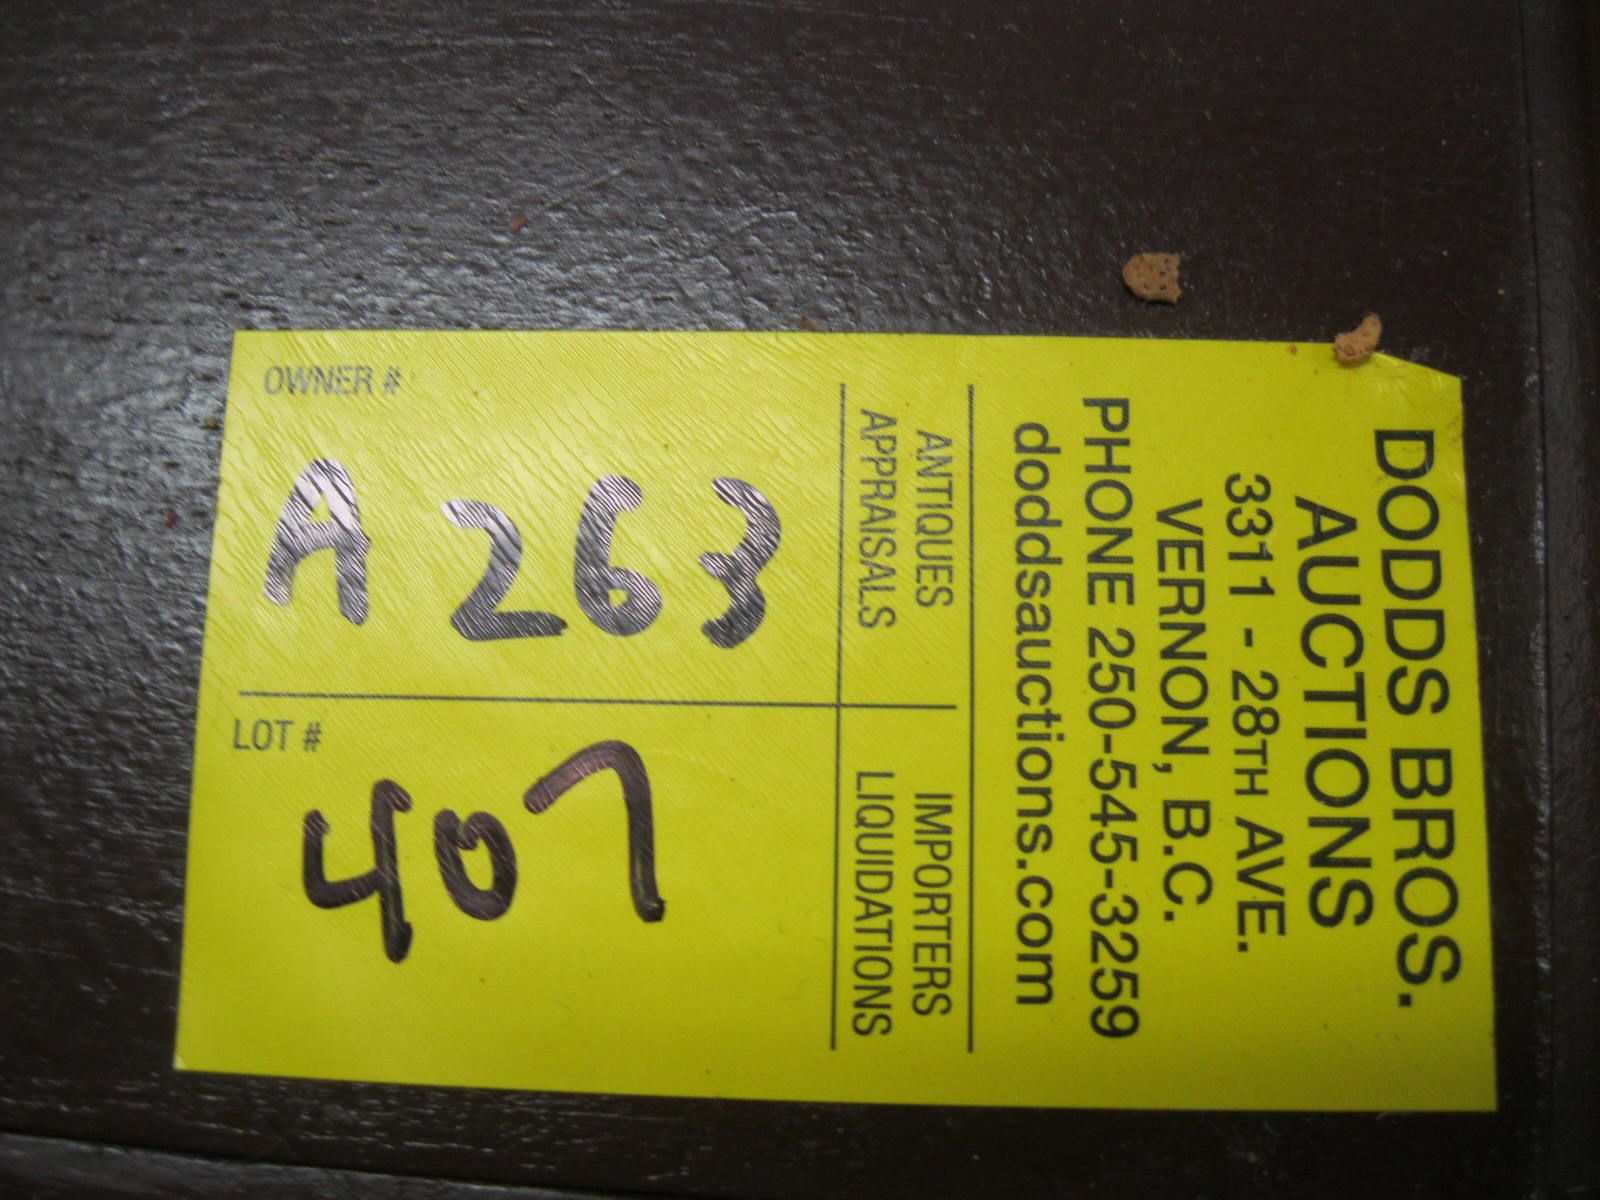 DODDS BROS.
AUCTIONS
3311 - 28TH AVE.
VERNON, B.C.
PHONE 250-545-3259
doddsauctions.com
ANTIQUES
APPRAISALS
IMPORTERS
LIQUIDATIONS
OWNER #
A 263
LOT #
407